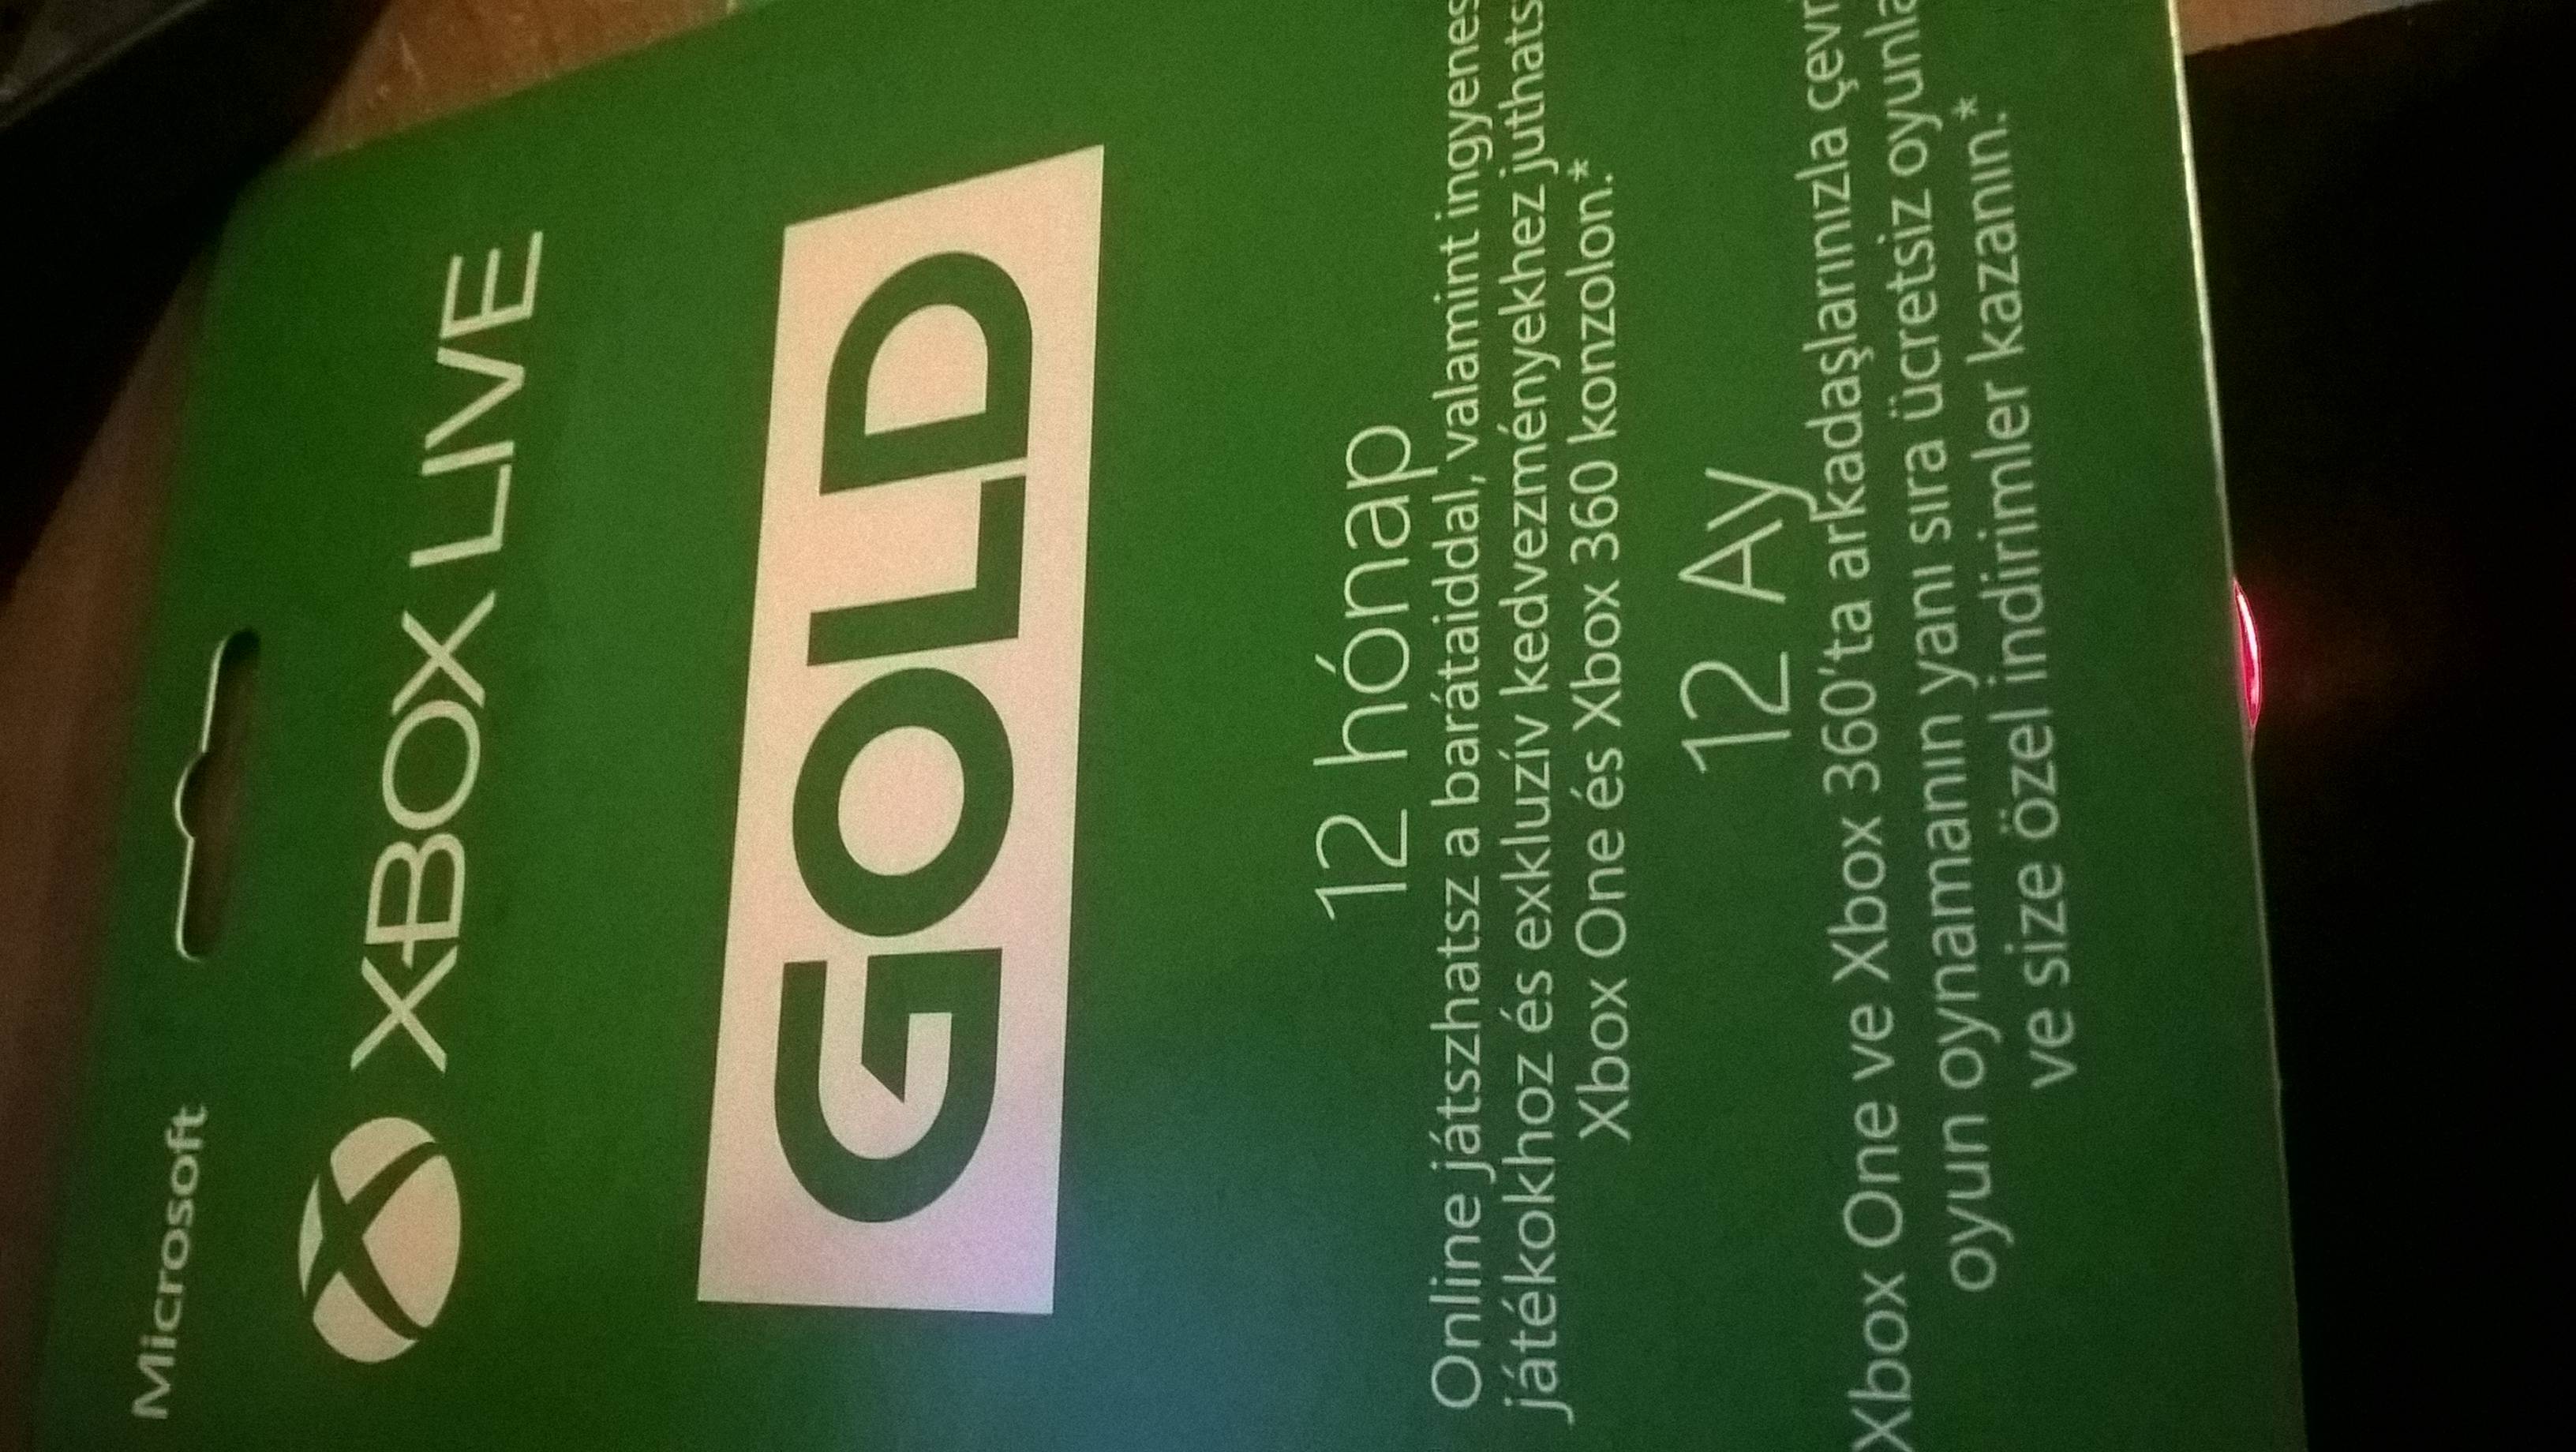 Microsoft
XBOX LIVE
GOLD
12 hónap
Online játszhatsz a barátaiddal, valamint ingyenes
játékokhoz és exkluzív kedvezményekhez juthats
Xbox One és Xbox 360 konzolon.*
12 Ay
Xbox One ve Xbox 360'ta arkadaşlarınızla çevr
oyun oynamanın yanı sıra ücretsiz oyunla
ve size özel indirimler kazanın.*